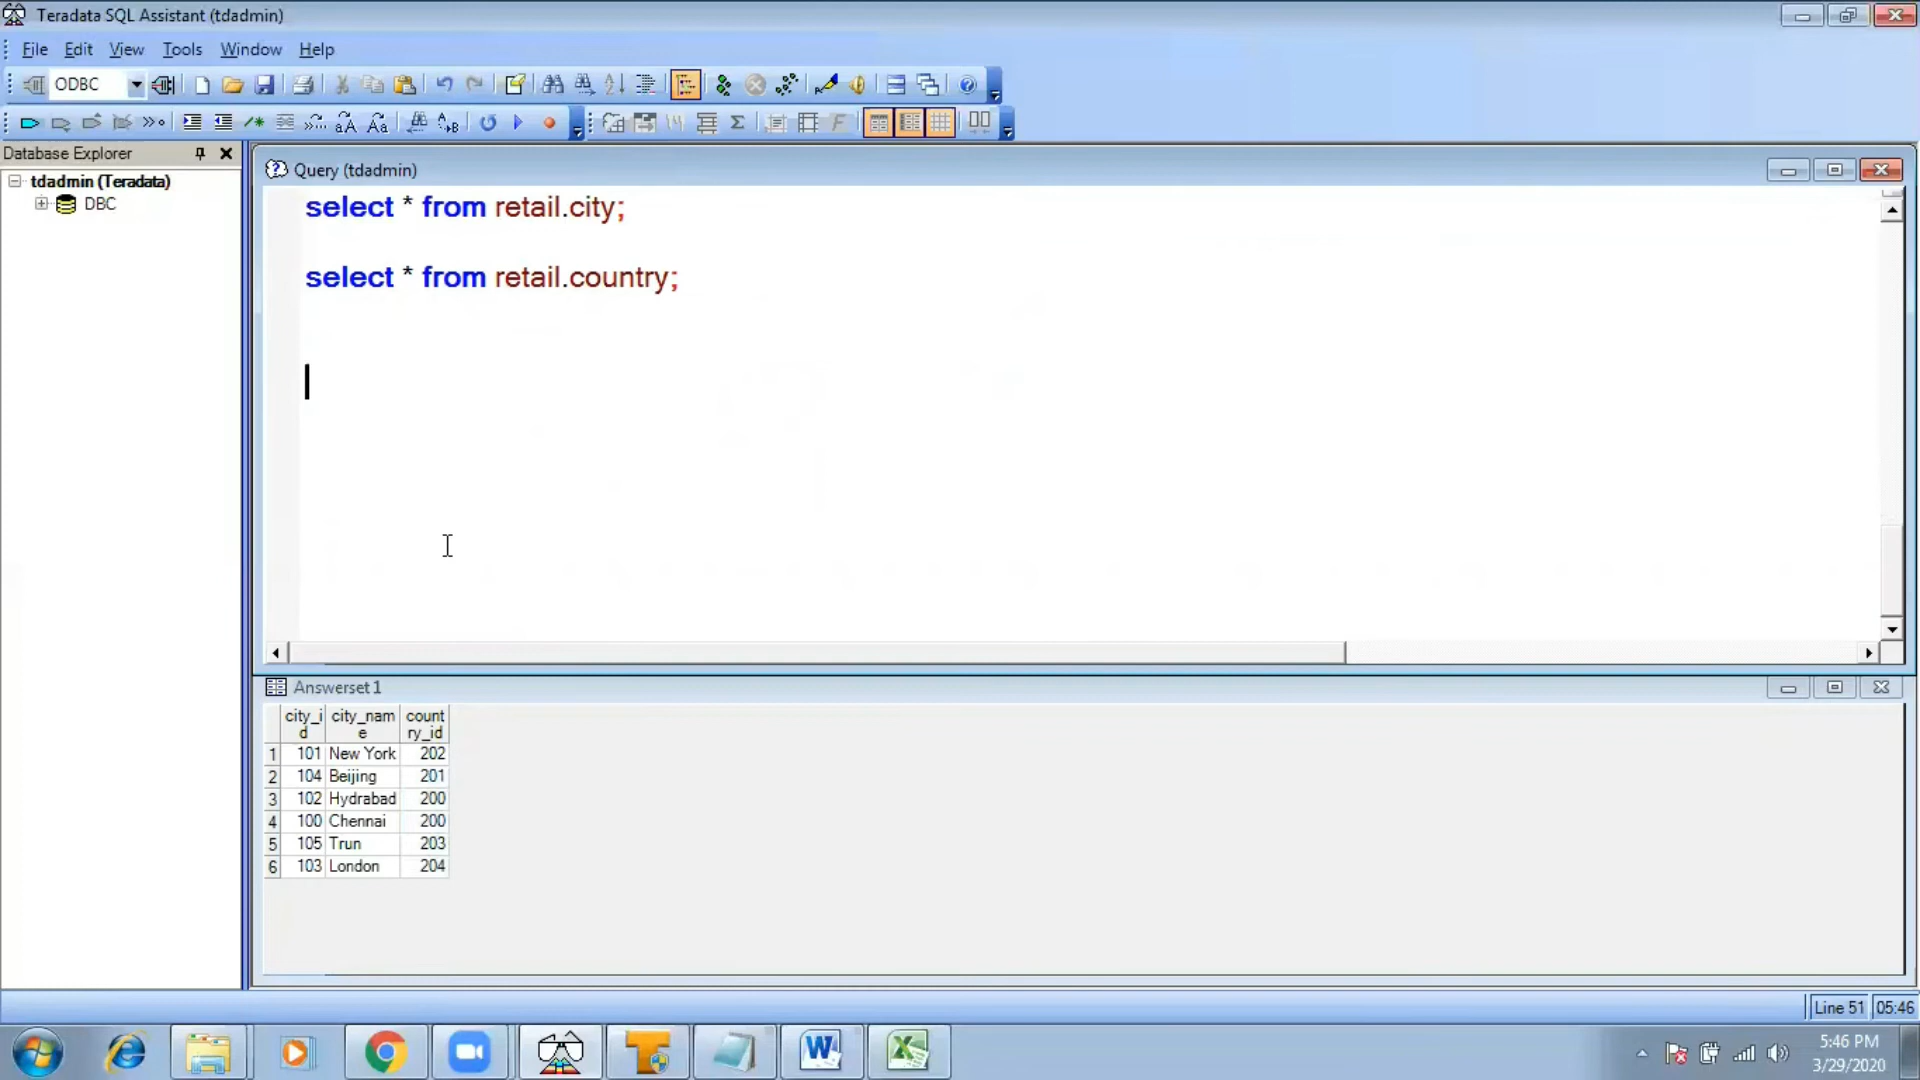 Teradata SQL Assistant (tdadmin)
File Edit View Tools Window Help
ODBC
Database Explorer
tdadmin (Teradata)
DBC
Query (tdadmin)
select * from retail.city;
select * from retail.country;
Answerset 1
city_id city_name country_id
1 101 New York 202
2 104 Beijing 201
3 102 Hydrabad 200
4 100 Chennai 200
5 105 Trun 203
6 103 London 204
Line 51 05:46
5:46 PM
3/29/2020